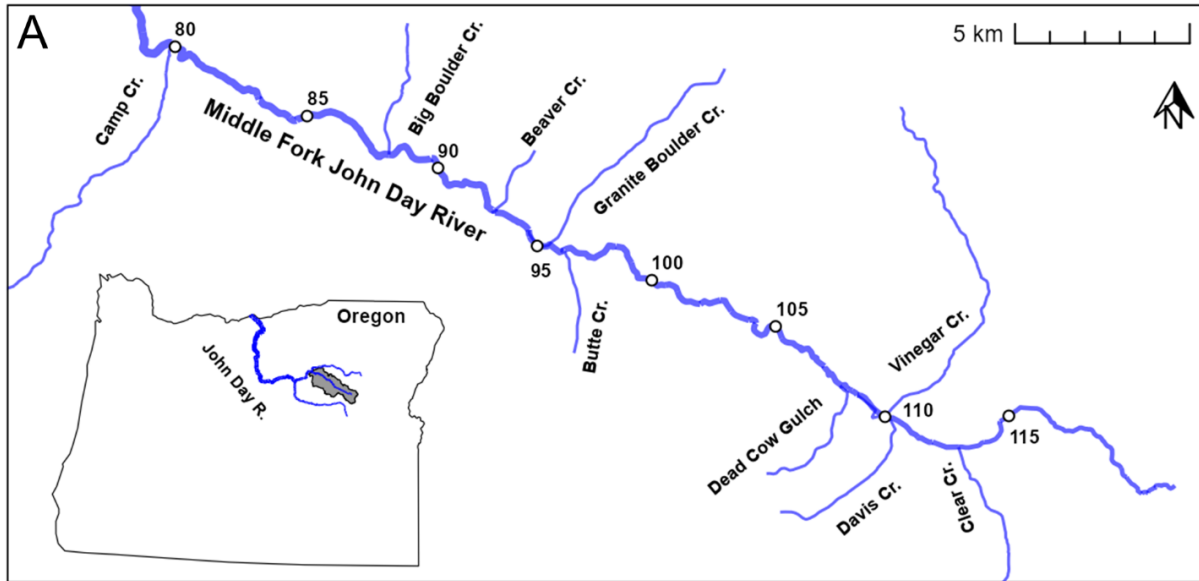 A
80
5 km
Camp Cr.
85
Big Boulder Cr.
Middle Fork John Day River
90
Beaver Cr.
Granite Boulder Cr.
N
95
100
Butte Cr.
105
Oregon
John Day R.
Vinegar Cr.
110
Dead Cow Gulch
Davis Cr.
Clear Cr.
115